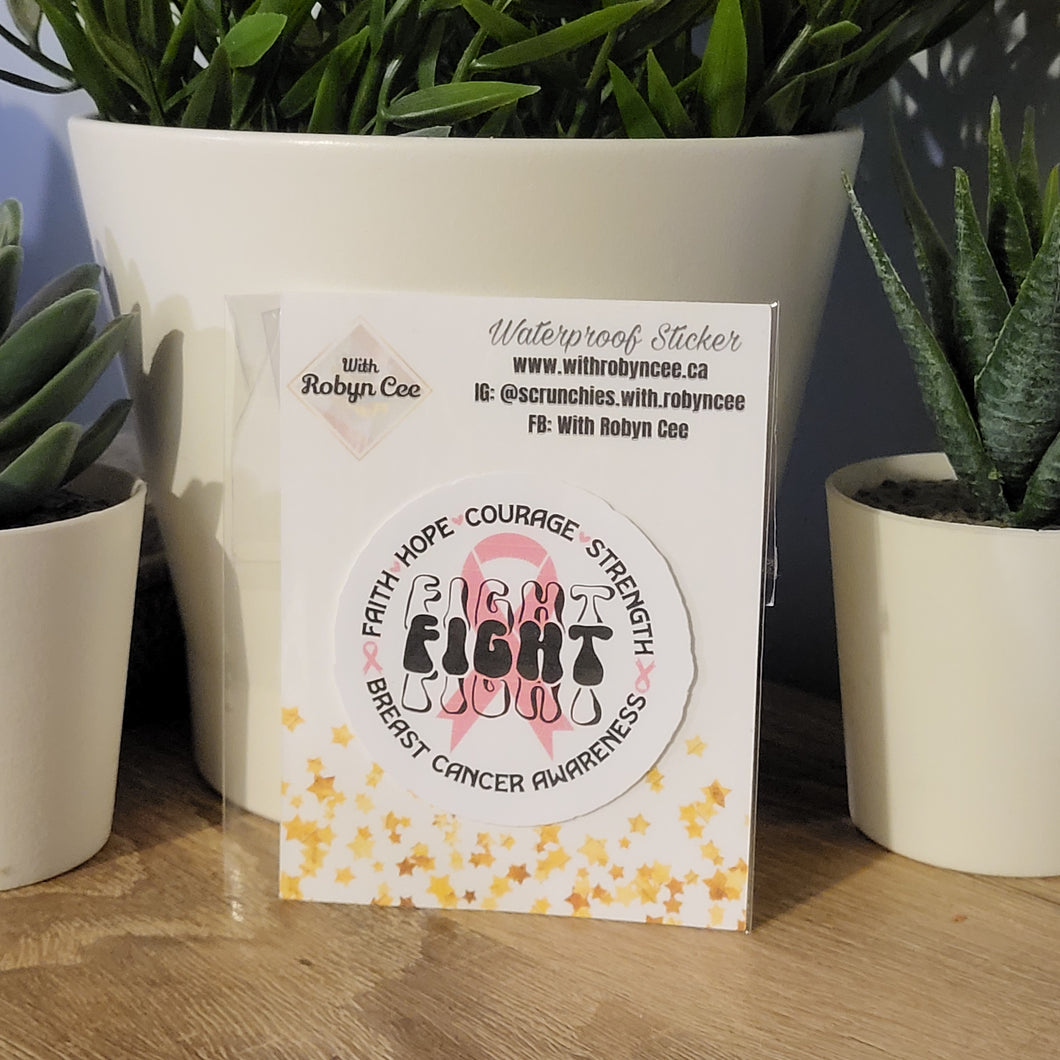 With
Robyn Cee
Waterproof Sticker
www.withrobyncee.ca
IG: @scrunchies.with.robyncee
FB: With Robyn Cee
FAITH HOPE COURAGE STRENGTH
FIGHT
FIGHT
FIGHT
BREAST CANCER AWARENESS